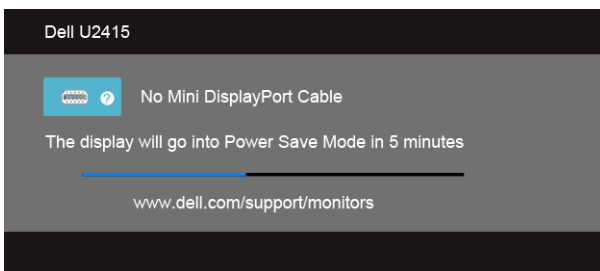 Dell U2415
? No Mini DisplayPort Cable
The display will go into Power Save Mode in 5 minutes
www.dell.com/support/monitors